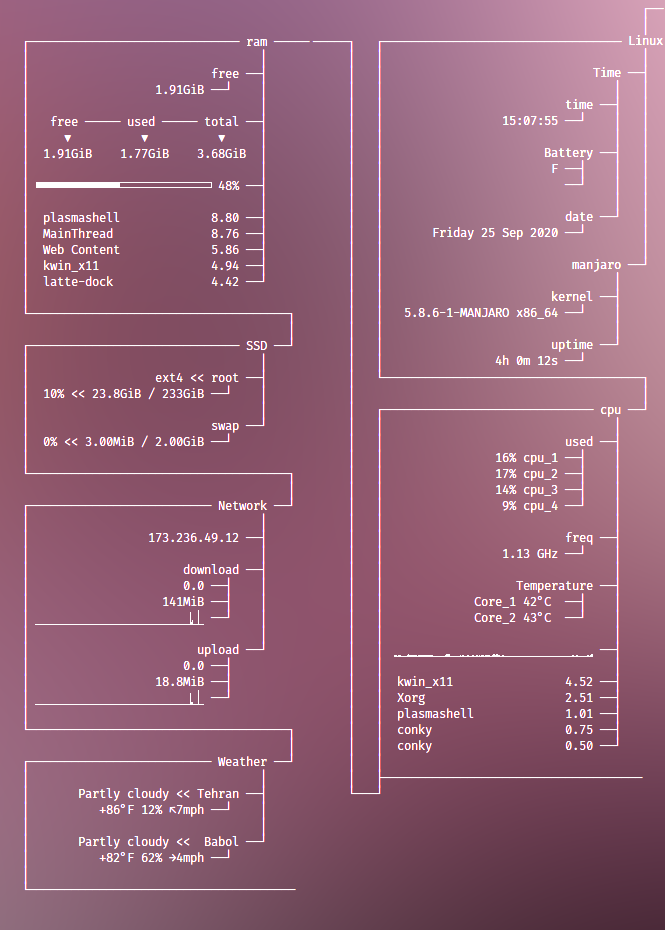 ram
free
1.91GiB
free used total
▼ ▼ ▼
1.91GiB 1.77GiB 3.68GiB
48%
plasmashell 8.80
MainThread 8.76
Web Content 5.86
kwin_x11 4.94
latte-dock 4.42
SSD
ext4 << root
10% << 23.8GiB / 233GiB
swap
0% << 3.00MiB / 2.00GiB
Network
173.236.49.12
download
0.0
141MiB
upload
0.0
18.8MiB
Weather
Partly cloudy << Tehran
+86°F 12% ↖7mph
Partly cloudy << Babol
+82°F 62% →4mph
Linux
Time
time
15:07:55
Battery
F
date
Friday 25 Sep 2020
manjaro
kernel
5.8.6-1-MANJARO x86_64
uptime
4h 0m 12s
cpu
used
16% cpu_1
17% cpu_2
14% cpu_3
9% cpu_4
freq
1.13 GHz
Temperature
Core_1 42°C
Core_2 43°C
kwin_x11 4.52
Xorg 2.51
plasmashell 1.01
conky 0.75
conky 0.50